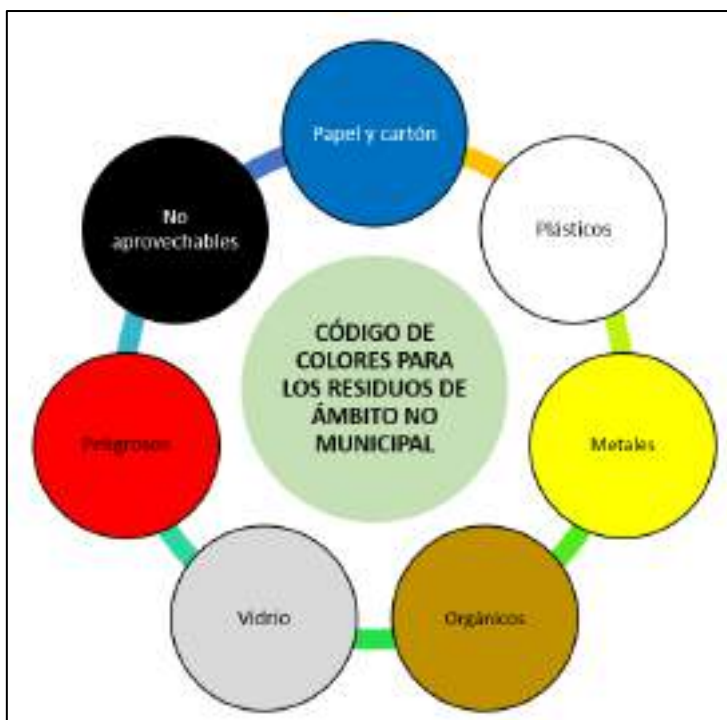 Papel y cartón
Plásticos
Metales
Orgánicos
Vidrio
Peligrosos
No
aprovechables
CÓDIGO DE
COLORES PARA
LOS RESIDUOS DE
ÁMBITO NO
MUNICIPAL